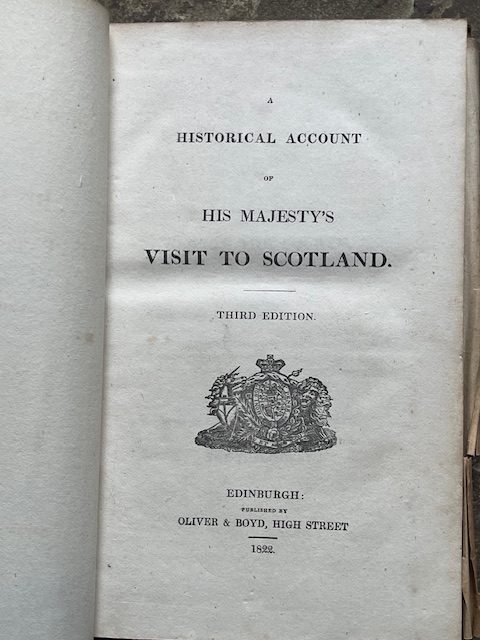 A
HISTORICAL ACCOUNT
OF
HIS MAJESTY'S
VISIT TO SCOTLAND.
THIRD EDITION.
EDINBURGH:
PUBLISHED BY
OLIVER & BOYD, HIGH STREET
1822.